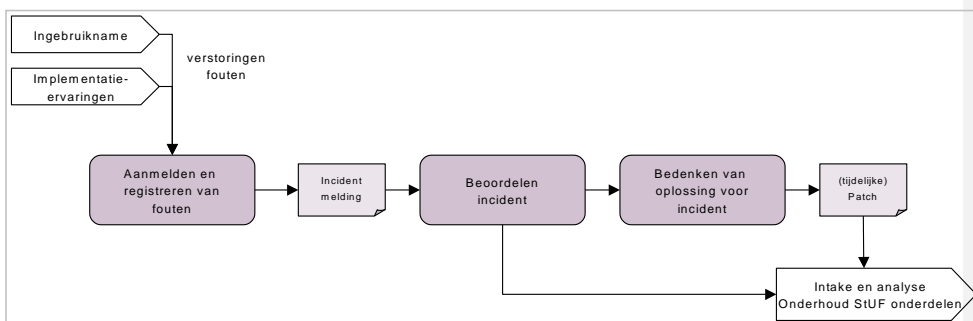 Ingebruikname
verstoringen
fouten
Implementatie-
ervaringen
Aanmelden en
registreren van
fouten
Incident
melding
Beoordelen
incident
Bedenken van
oplossing voor
incident
(tijdelijke)
Patch
Intake en analyse
Onderhoud StUF onderdelen